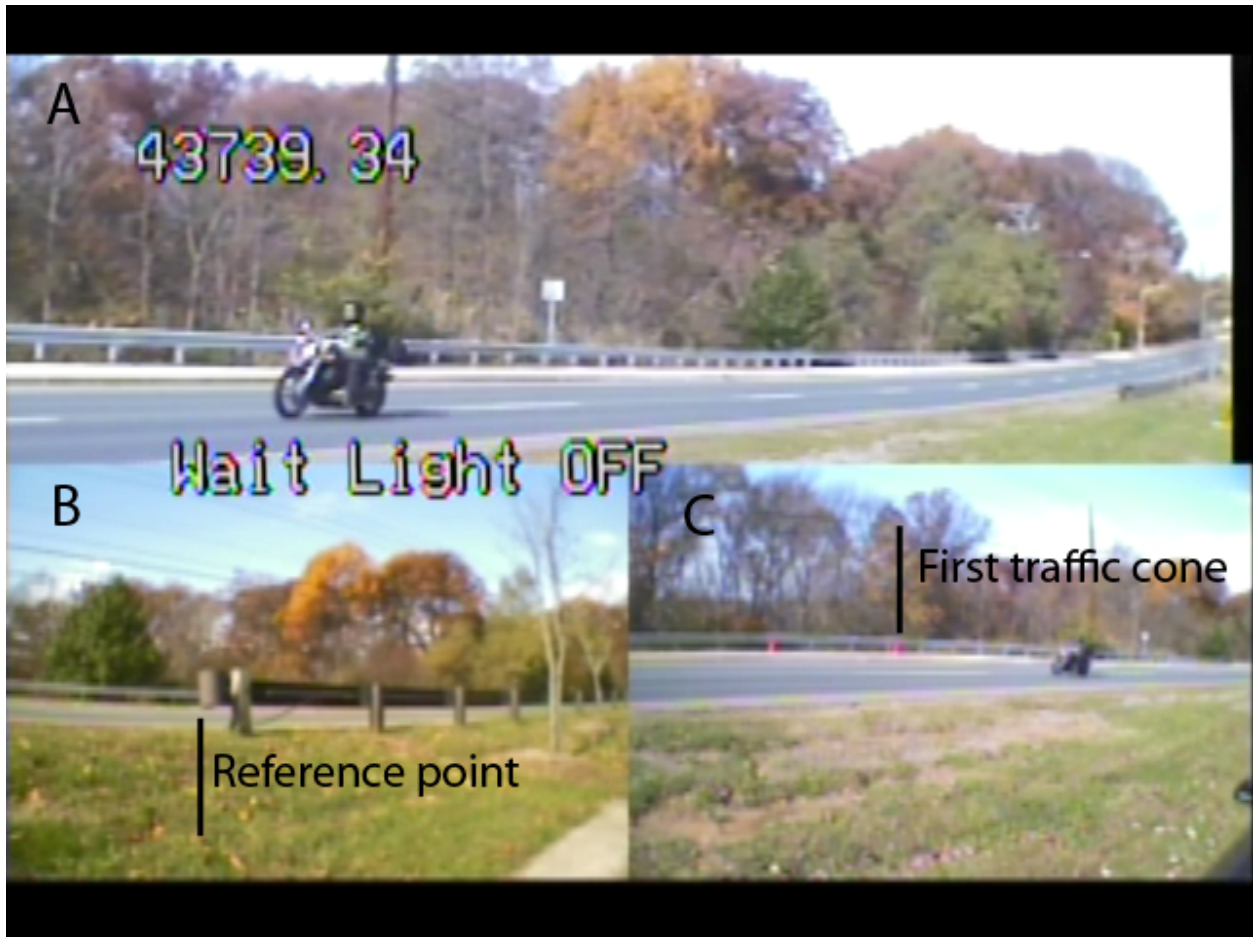 A
43739.34
Wait Light OFF
B
Reference point
C
First traffic cone